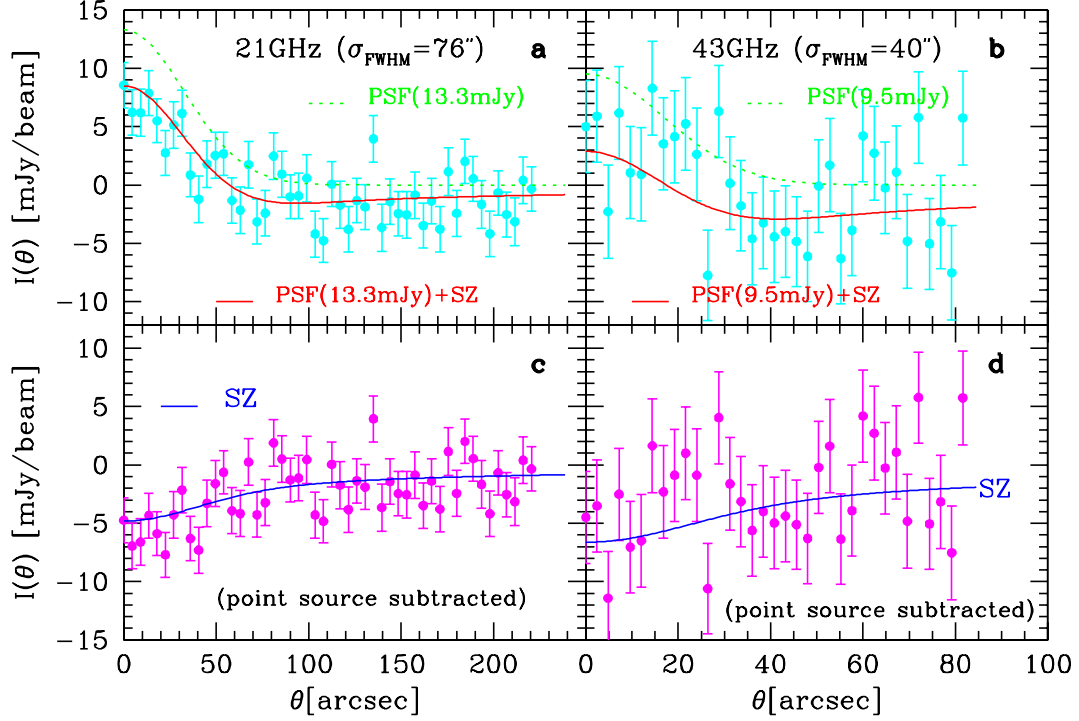 21GHz (σFWHM=76″) a
PSF(13.3mJy)
PSF(13.3mJy)+SZ
43GHz (σFWHM=40″) b
PSF(9.5mJy)
PSF(9.5mJy)+SZ
15
10
5
0
−5
−10
I(θ) [mJy/beam]
c
SZ
(point source subtracted)
d
SZ
(point source subtracted)
10
5
0
−5
−10
−15
I(θ) [mJy/beam]
0 50 100 150 200
θ[arcsec]
0 20 40 60 80 100
θ[arcsec]